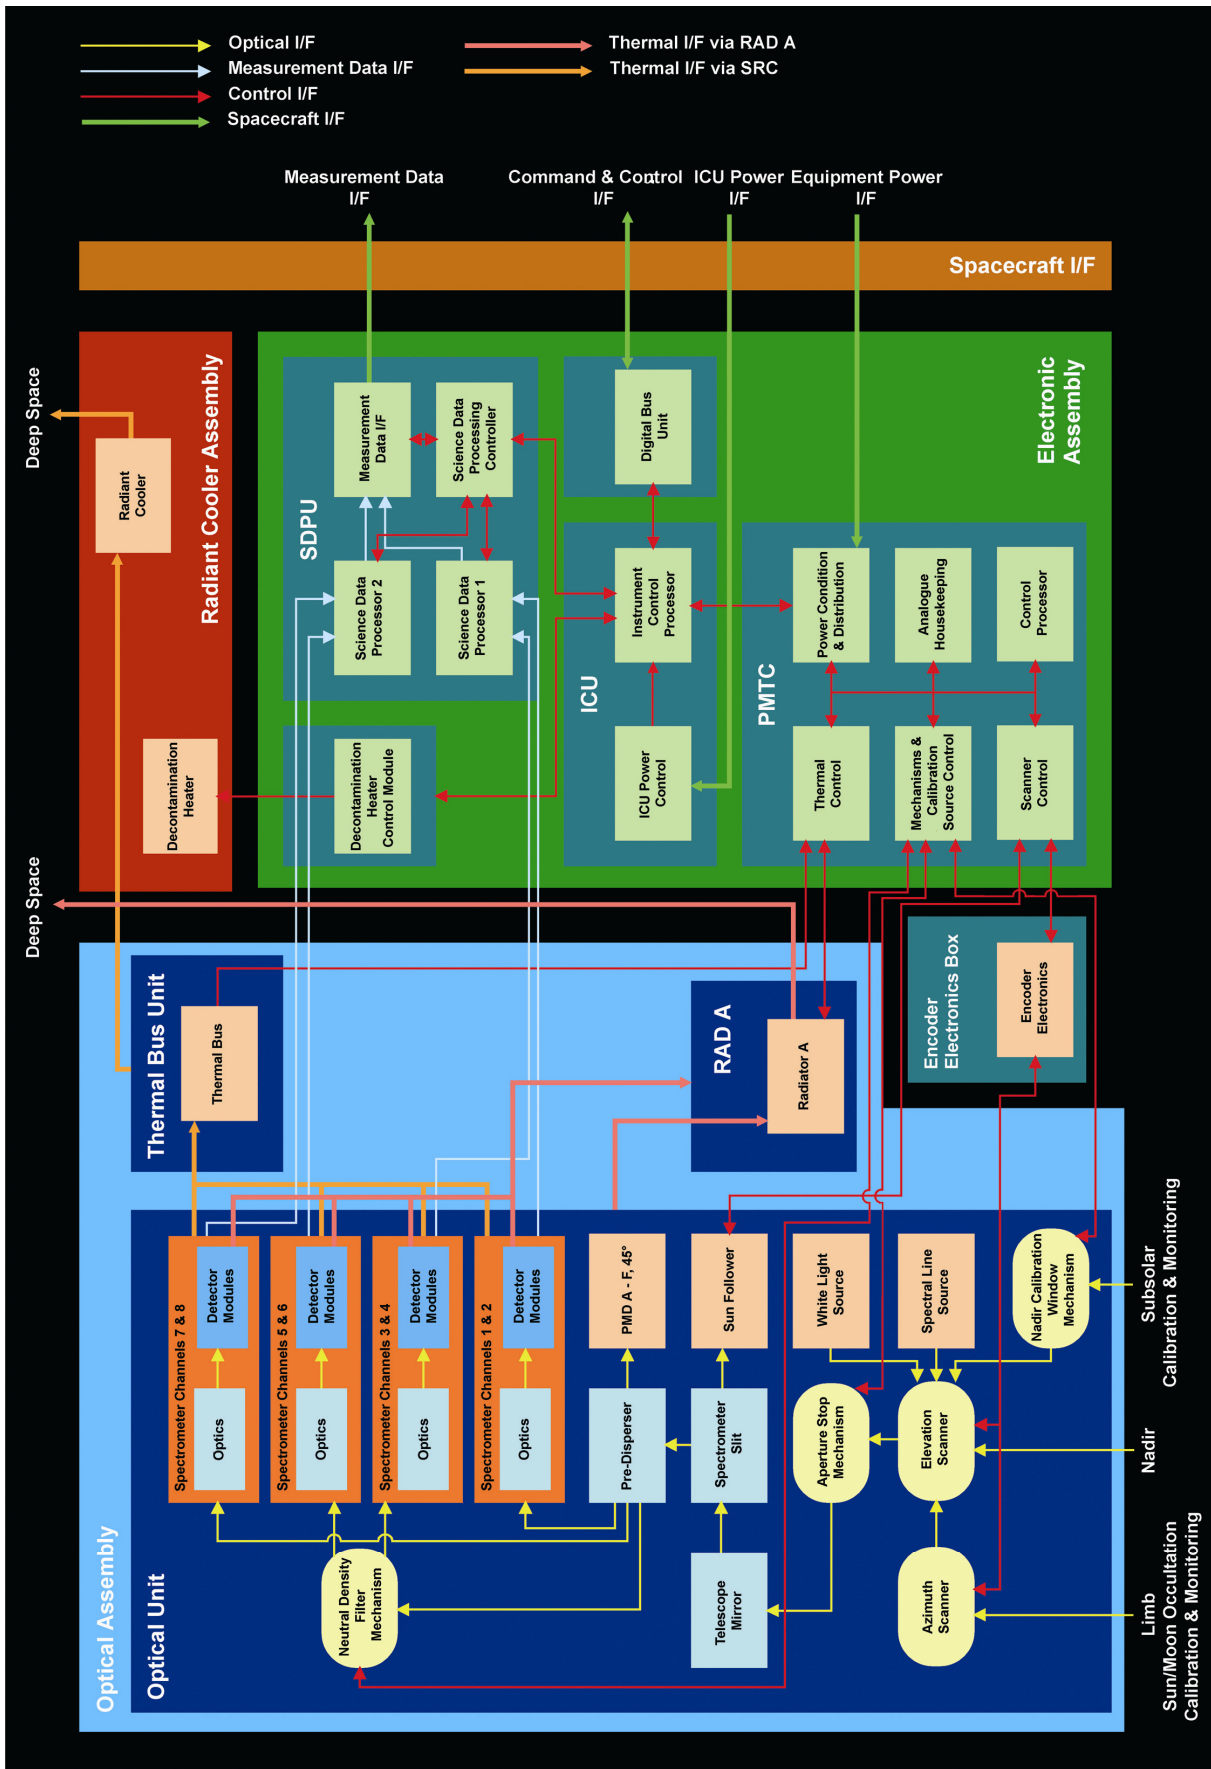 Optical I/F
Measurement Data I/F
Control I/F
Spacecraft I/F
Thermal I/F via RAD A
Thermal I/F via SRC
Measurement Data
I/F
Command & Control
I/F
ICU Power
I/F
Equipment Power
I/F
Spacecraft I/F
Deep Space
Radiant Cooler Assembly
Radiant
Cooler
Decontamination
Heater
Electronic
Assembly
SDPU
Measurement
Data I/F
Science Data
Processing
Controller
Science Data
Processor 2
Science Data
Processor 1
Digital Bus
Unit
ICU
Instrument
Control
Processor
ICU Power
Control
Decontamination
Heater
Control Module
PMTC
Power Condition
& Distribution
Analogue
Housekeeping
Control
Processor
Thermal
Control
Mechanisms &
Calibration
Source Control
Scanner
Control
Deep Space
Thermal Bus Unit
Thermal Bus
RAD A
Radiator A
Encoder
Electronics Box
Encoder
Electronics
Optical Assembly
Optical Unit
Spectrometer Channels 7 & 8
Detector
Modules
Optics
Spectrometer Channels 5 & 6
Detector
Modules
Optics
Spectrometer Channels 3 & 4
Detector
Modules
Optics
Spectrometer Channels 1 & 2
Detector
Modules
Optics
PMD A - F, 45°
Sun Follower
White Light
Source
Spectral Line
Source
Nadir Calibration
Window
Mechanism
Pre-Disperser
Spectrometer
Slit
Aperture Stop
Mechanism
Elevation
Scanner
Neutral Density
Filter
Mechanism
Telescope
Mirror
Azimuth
Scanner
Subsolar
Calibration & Monitoring
Nadir
Limb
Sun/Moon Occultation
Calibration & Monitoring